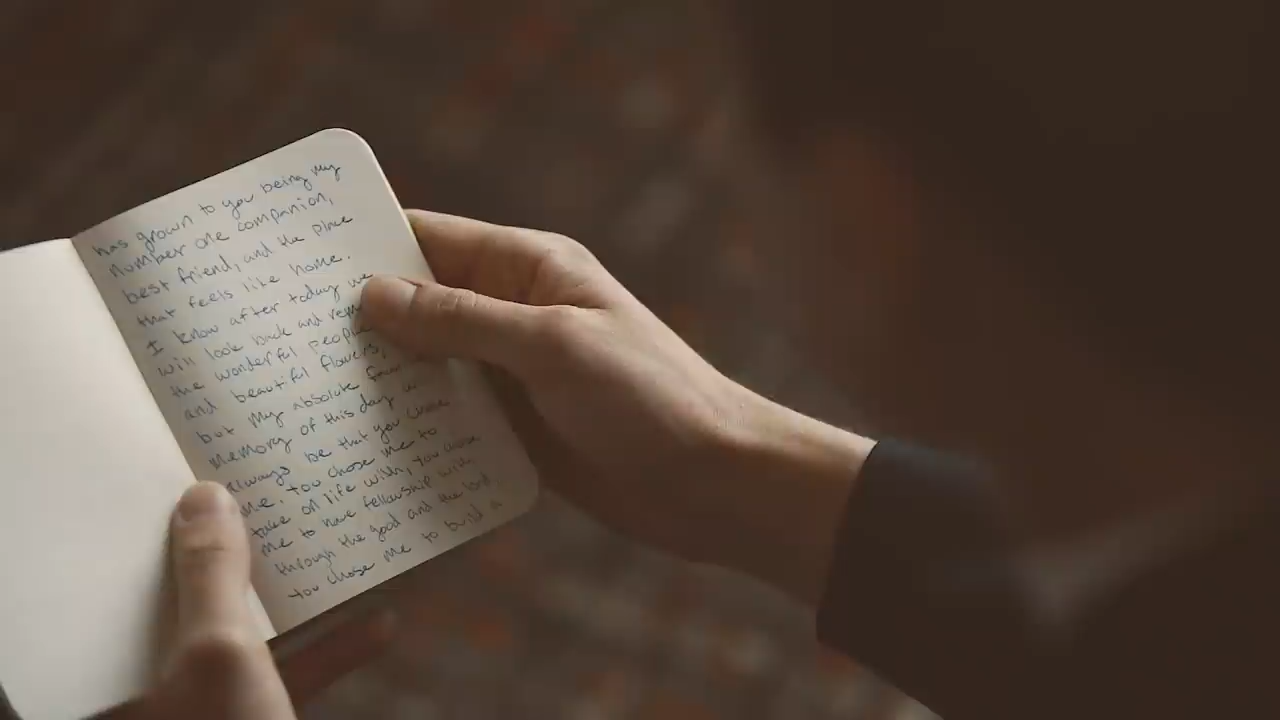 has grown to you being my
number one companion,
best friend, and the place
that feels like home.
I know after today we
will look back and
the wonderful people
and beautiful flowers,
but my absolute
memory of this day
always be that you chose
me. You chose me to
take on life with, you chose
me to have fellowship with
through the good and the bad.
You chose me to build a